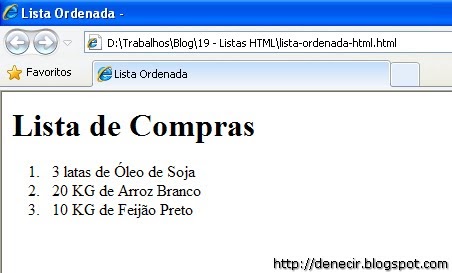 Lista Ordenada -
D:\Trabalhos\Blog\19 - Listas HTML\lista-ordenada-html.html
Favoritos
Lista Ordenada
Lista de Compras
1. 3 latas de Óleo de Soja
2. 20 KG de Arroz Branco
3. 10 KG de Feijão Preto
http://denecir.blogspot.com